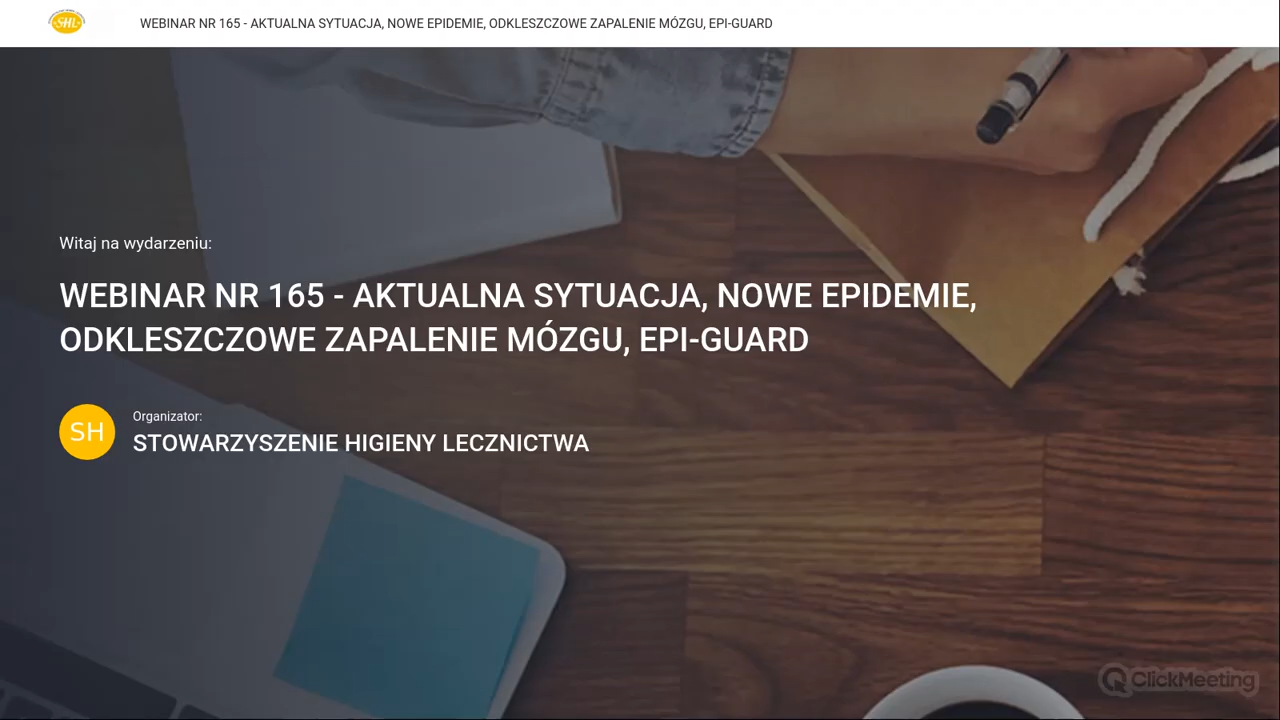 SHL
WEBINAR NR 165 - AKTUALNA SYTUACJA, NOWE EPIDEMIE, ODKLESZCZOWE ZAPALENIE MÓZGU, EPI-GUARD
Witaj na wydarzeniu:
WEBINAR NR 165 - AKTUALNA SYTUACJA, NOWE EPIDEMIE,
ODKLESZCZOWE ZAPALENIE MÓZGU, EPI-GUARD
SH
Organizator:
STOWARZYSZENIE HIGIENY LECZNICTWA
ClickMeeting